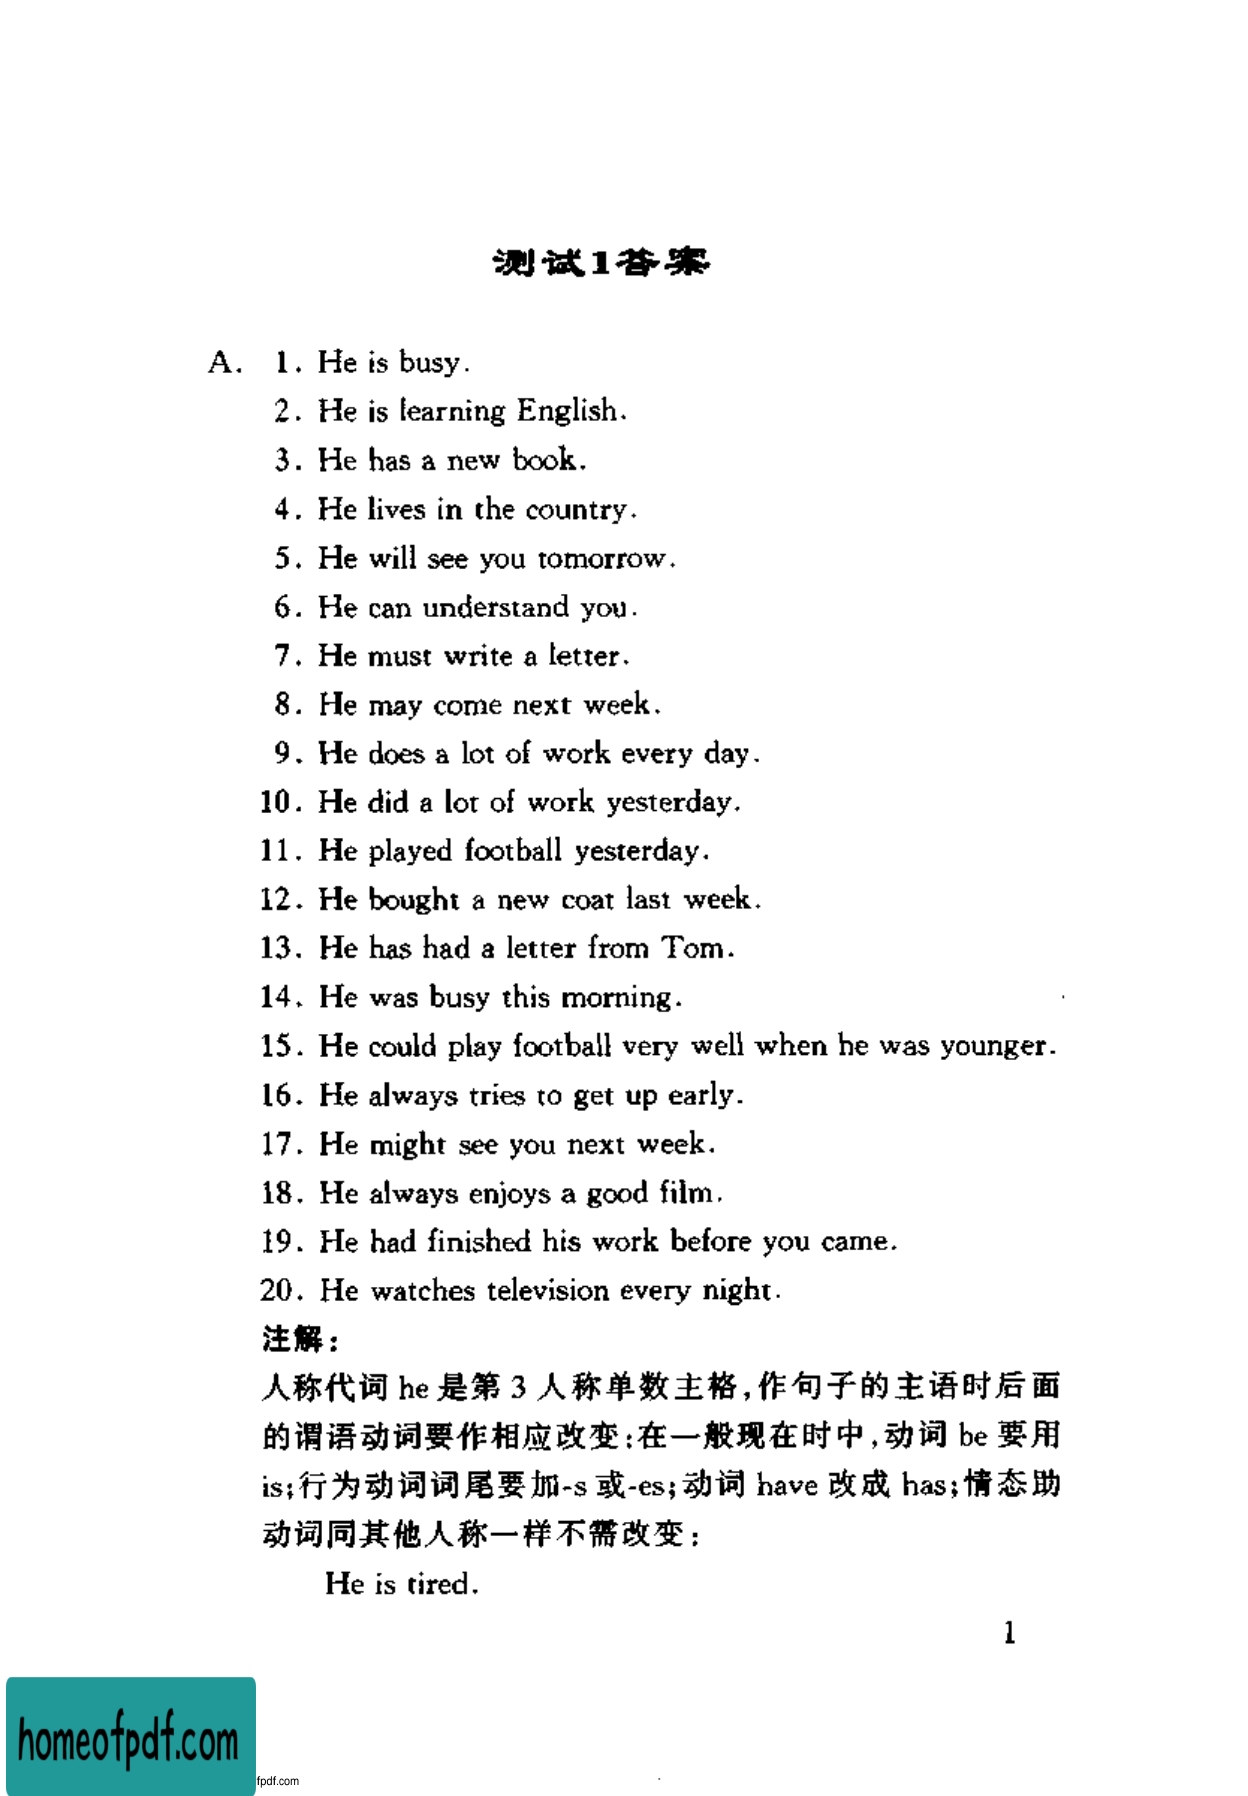 测试1答案
A. 1. He is busy.
2. He is learning English.
3. He has a new book.
4. He lives in the country.
5. He will see you tomorrow.
6. He can understand you.
7. He must write a letter.
8. He may come next week.
9. He does a lot of work every day.
10. He did a lot of work yesterday.
11. He played football yesterday.
12. He bought a new coat last week.
13. He has had a letter from Tom.
14. He was busy this morning.
15. He could play football very well when he was younger.
16. He always tries to get up early.
17. He might see you next week.
18. He always enjoys a good film.
19. He had finished his work before you came.
20. He watches television every night.
注解:
人称代词 he 是第 3 人称单数主格,作句子的主语时后面
的谓语动词要作相应改变:在一般现在时中,动词 be 要用
is;行为动词词尾要加-s 或-es;动词 have 改成 has;情态助
动词同其他人称一样不需改变:
He is tired.
1
homeofpdf.com
fpdf.com